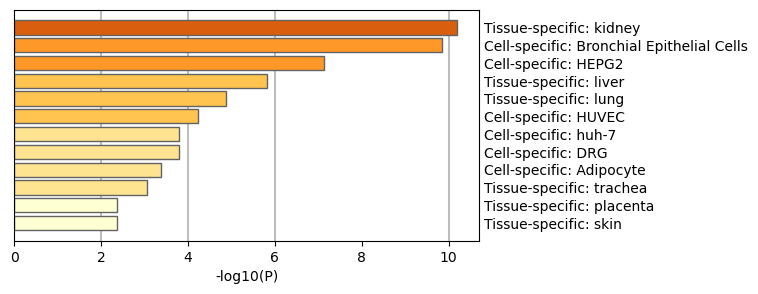 Tissue-specific: kidney
Cell-specific: Bronchial Epithelial Cells
Cell-specific: HEPG2
Tissue-specific: liver
Tissue-specific: lung
Cell-specific: HUVEC
Cell-specific: huh-7
Cell-specific: DRG
Cell-specific: Adipocyte
Tissue-specific: trachea
Tissue-specific: placenta
Tissue-specific: skin
0 2 4 6 8 10
-log10(P)